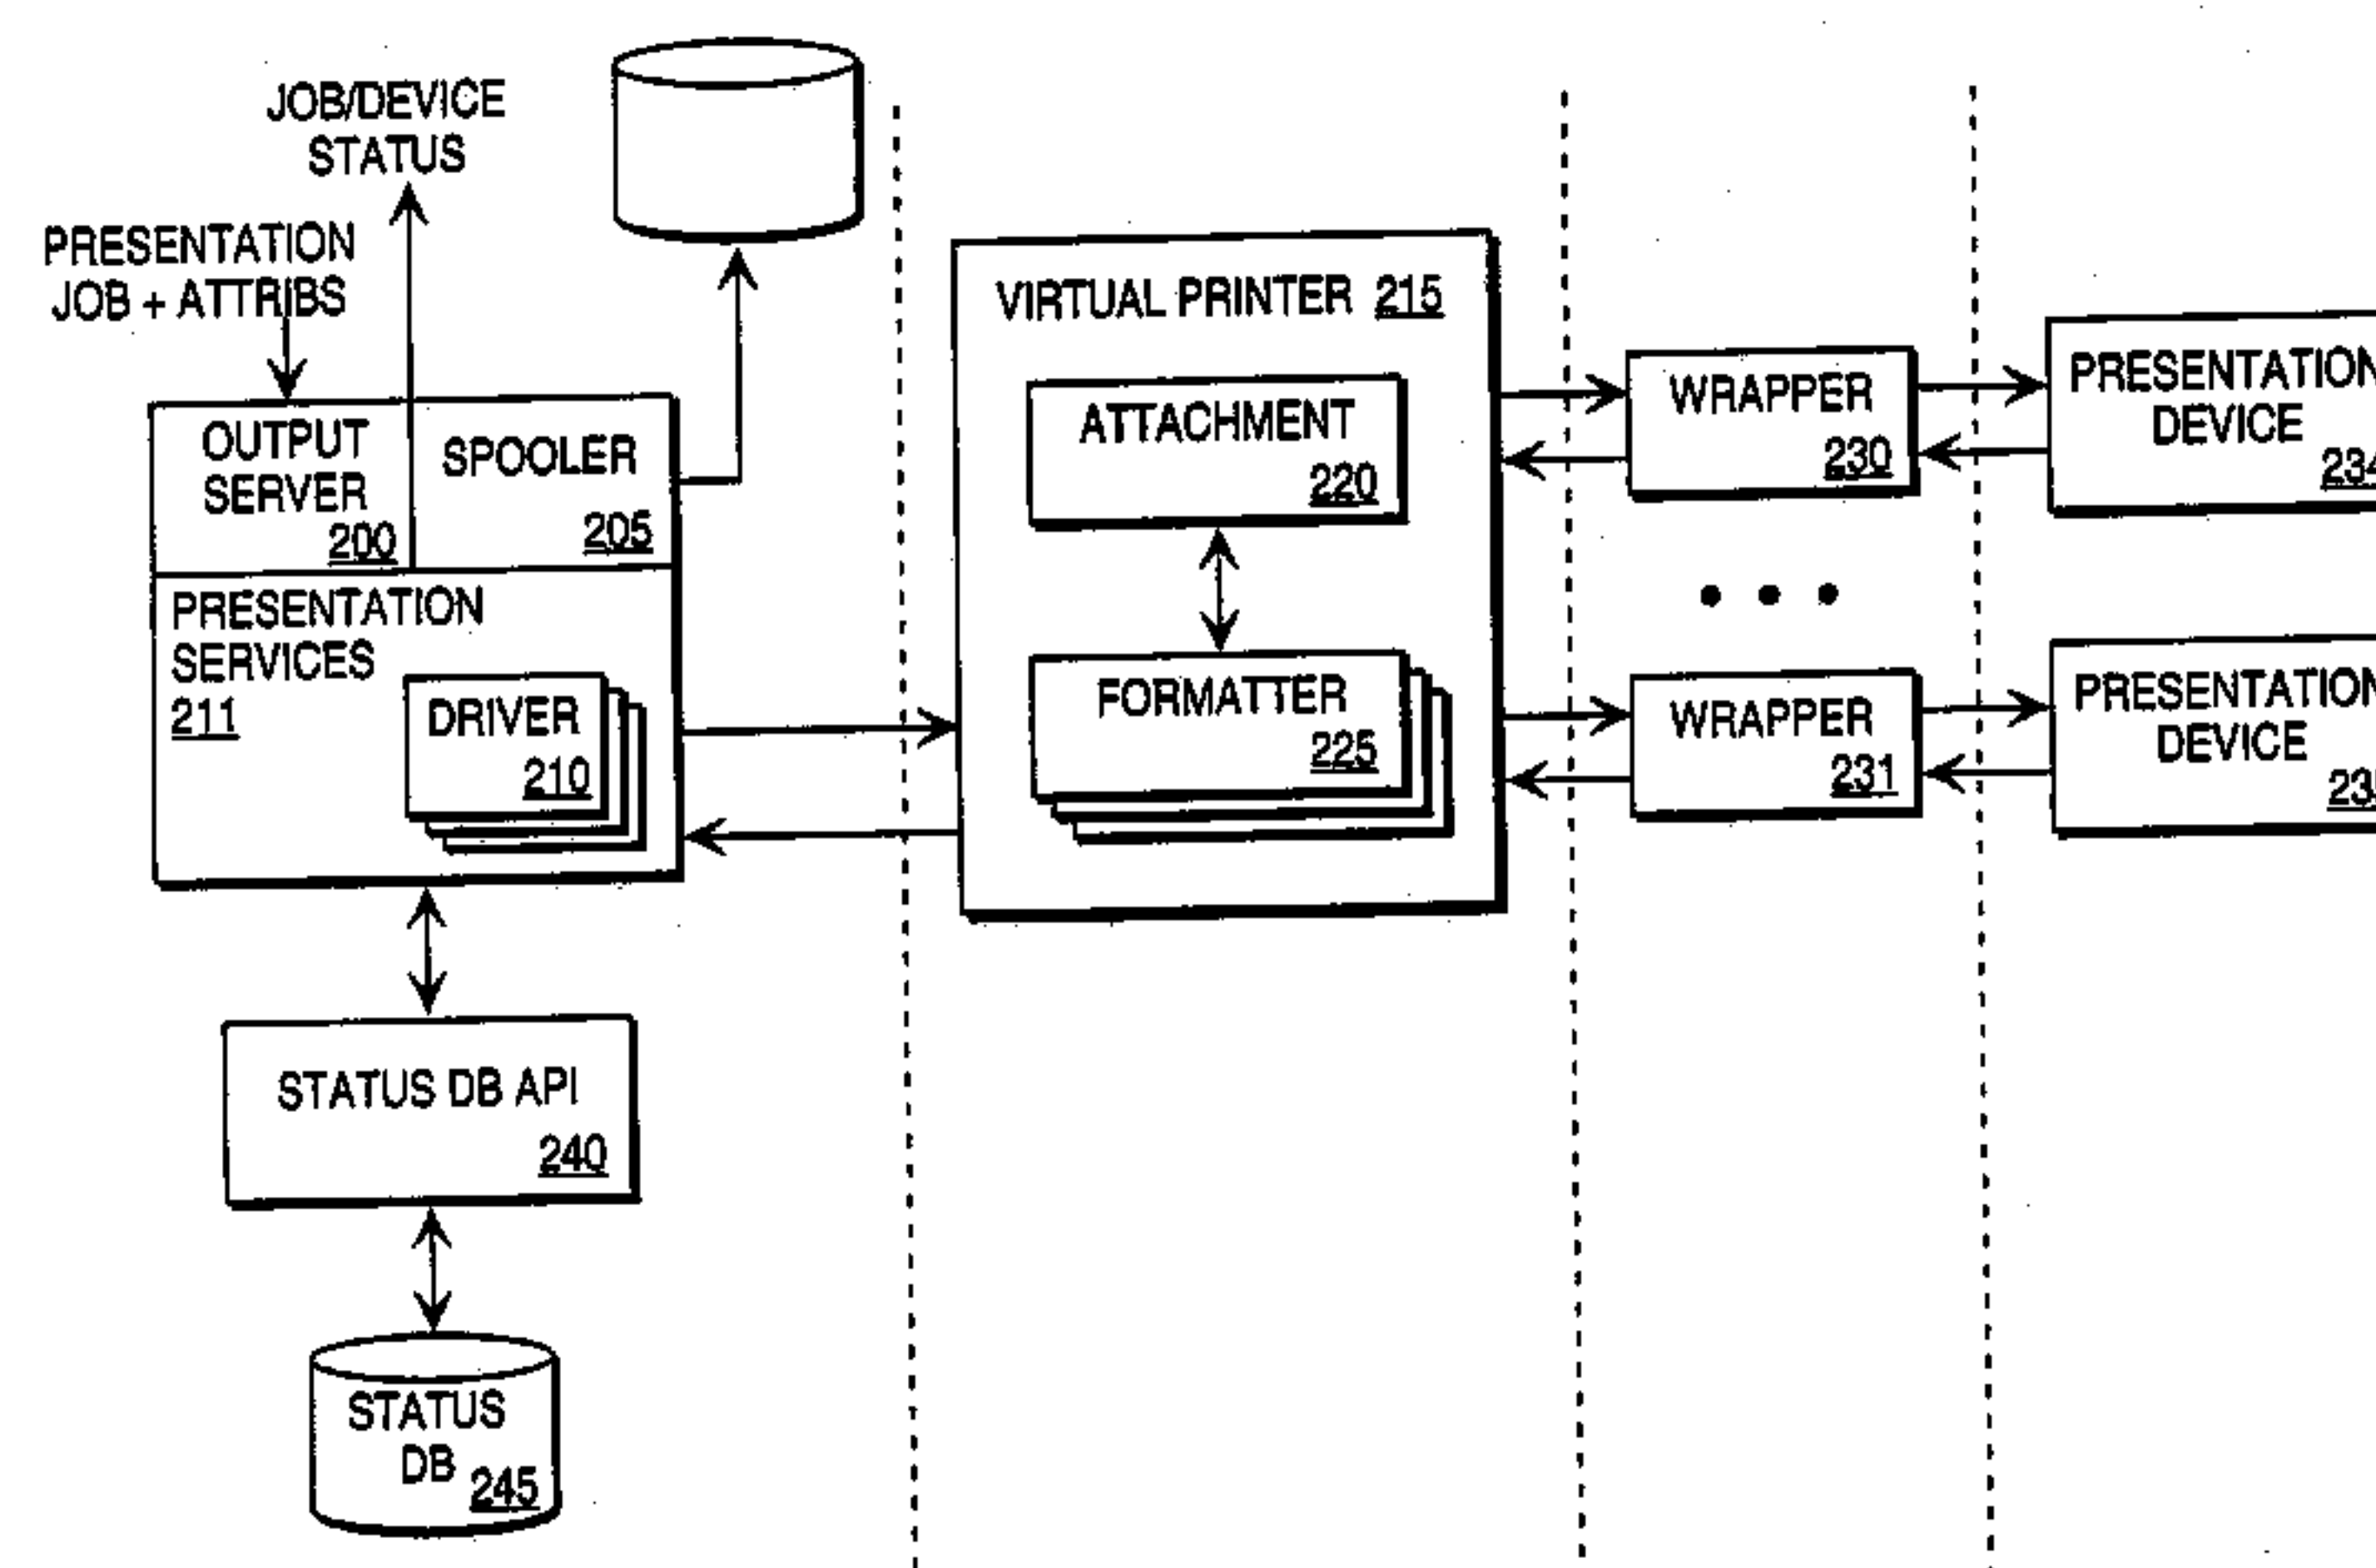 JOB/DEVICE
STATUS
PRESENTATION
JOB + ATTRIBS
OUTPUT
SERVER
200
SPOOLER
205
PRESENTATION
SERVICES
211
DRIVER
210
VIRTUAL PRINTER 215
ATTACHMENT
220
FORMATTER
225
WRAPPER
230
WRAPPER
231
PRESENTATION
DEVICE
234
PRESENTATION
DEVICE
STATUS DB API
240
STATUS
DB
245